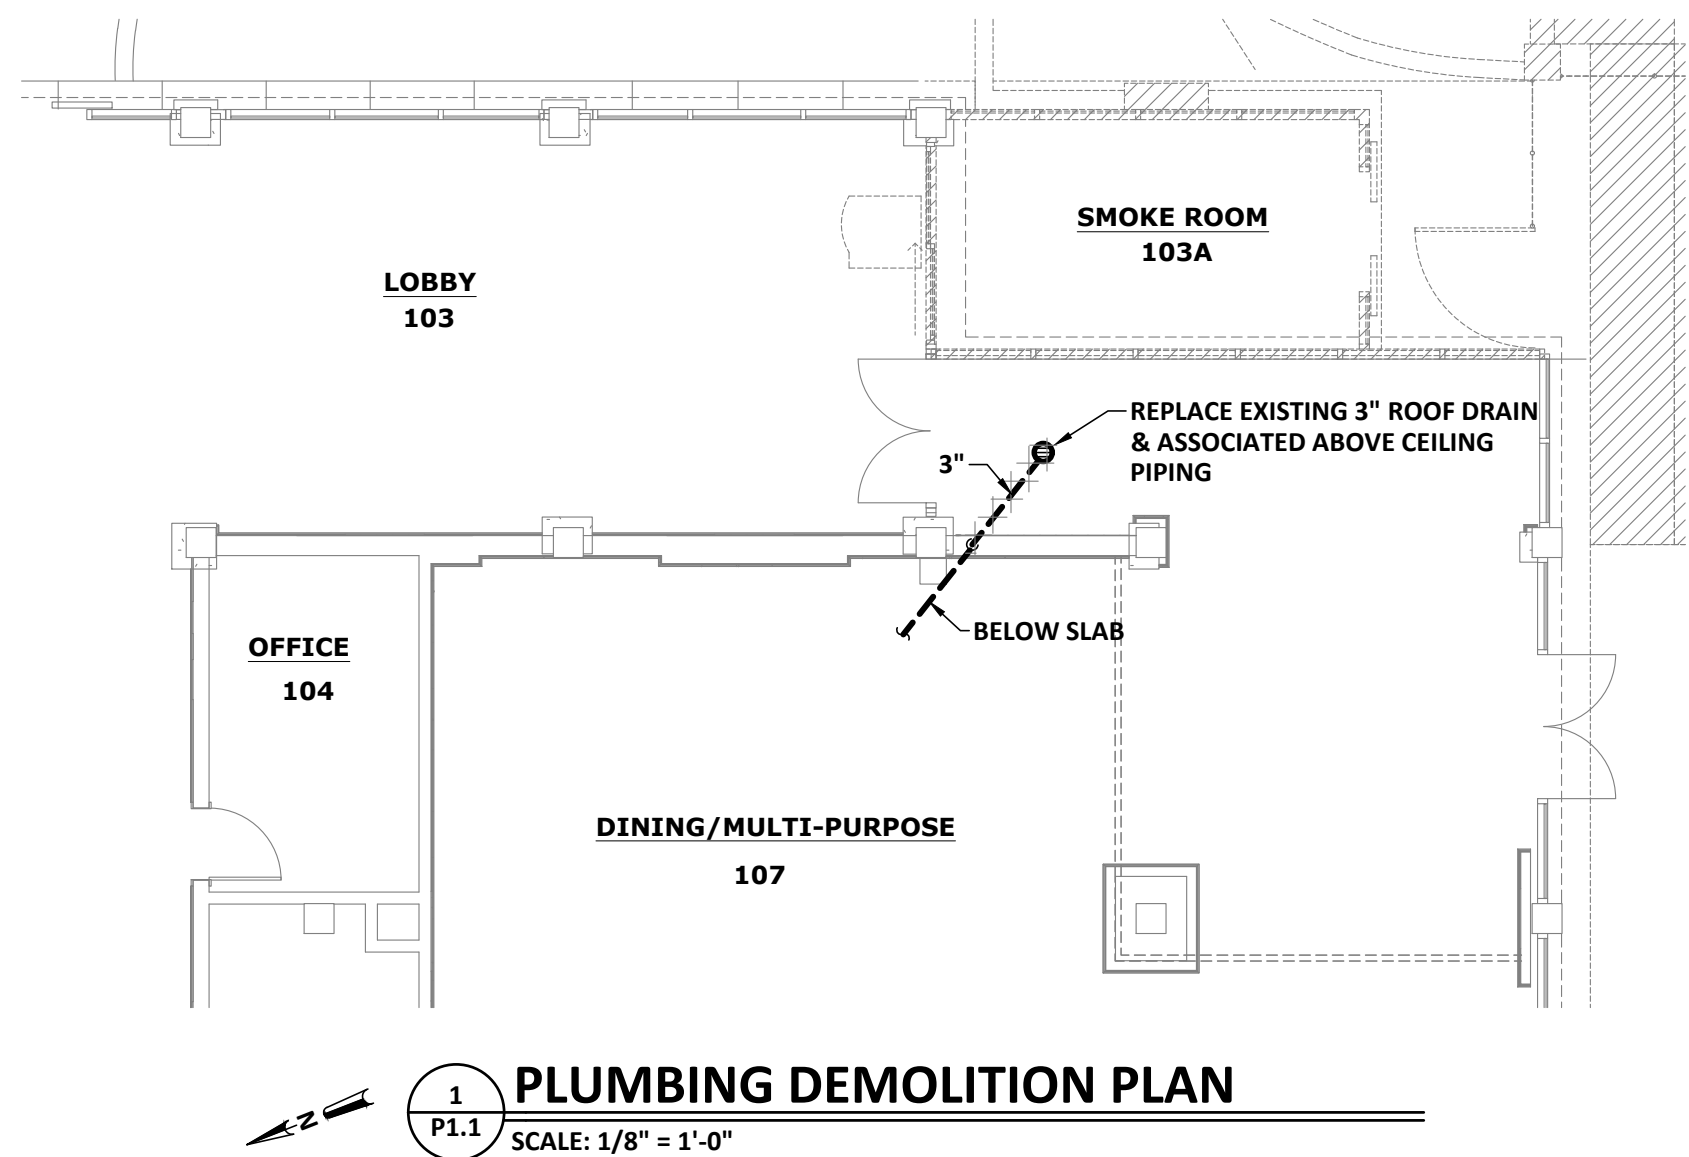 SMOKE ROOM
103A
LOBBY
103
REPLACE EXISTING 3" ROOF DRAIN
& ASSOCIATED ABOVE CEILING
PIPING
3"
BELOW SLAB
OFFICE
104
DINING/MULTI-PURPOSE
107
N
1
P1.1
PLUMBING DEMOLITION PLAN
SCALE: 1/8" = 1'-0"